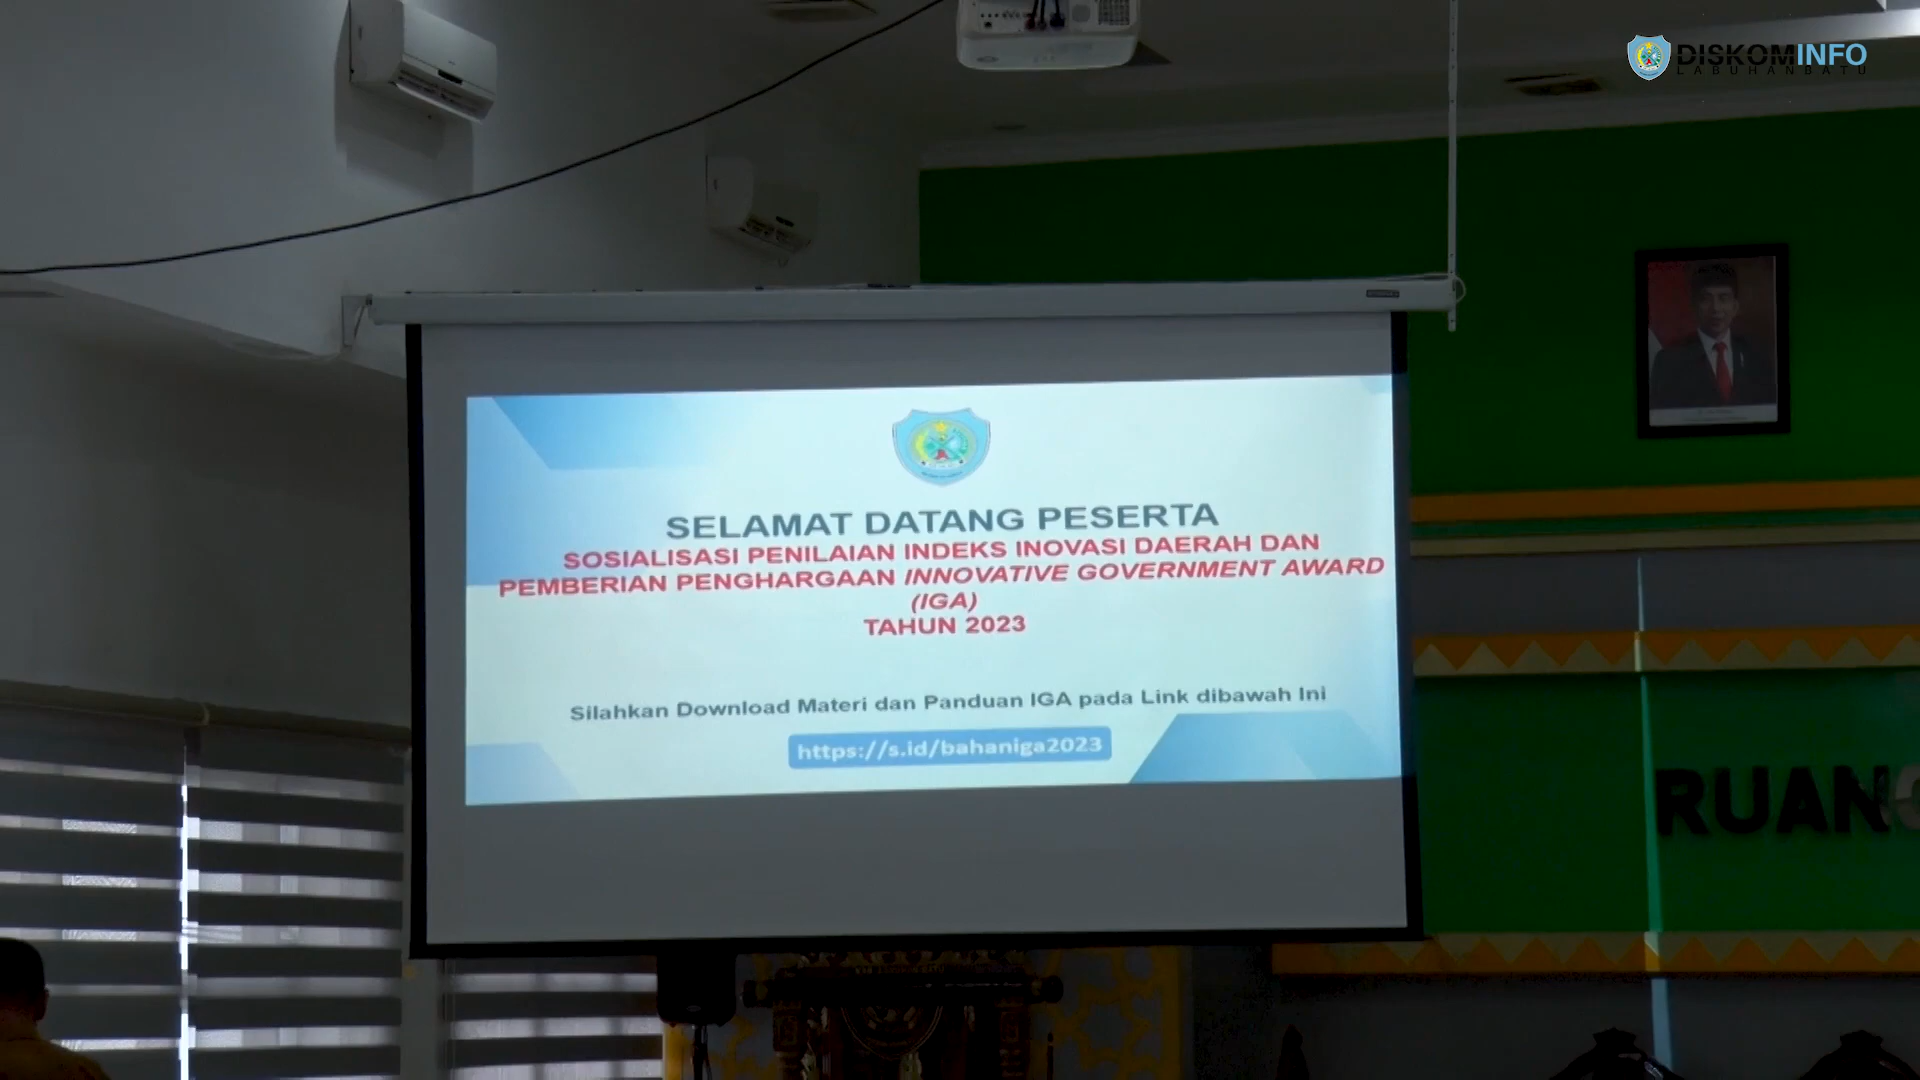 DISKOMINFO
LABUHANBATU
SELAMAT DATANG PESERTA
SOSIALISASI PENILAIAN INDEKS INOVASI DAERAH DAN
PEMBERIAN PENGHARGAAN INNOVATIVE GOVERNMENT AWARD
(IGA)
TAHUN 2023
Silahkan Download Materi dan Panduan IGA pada Link dibawah Ini
https://s.id/bahaniga2023
RUANG